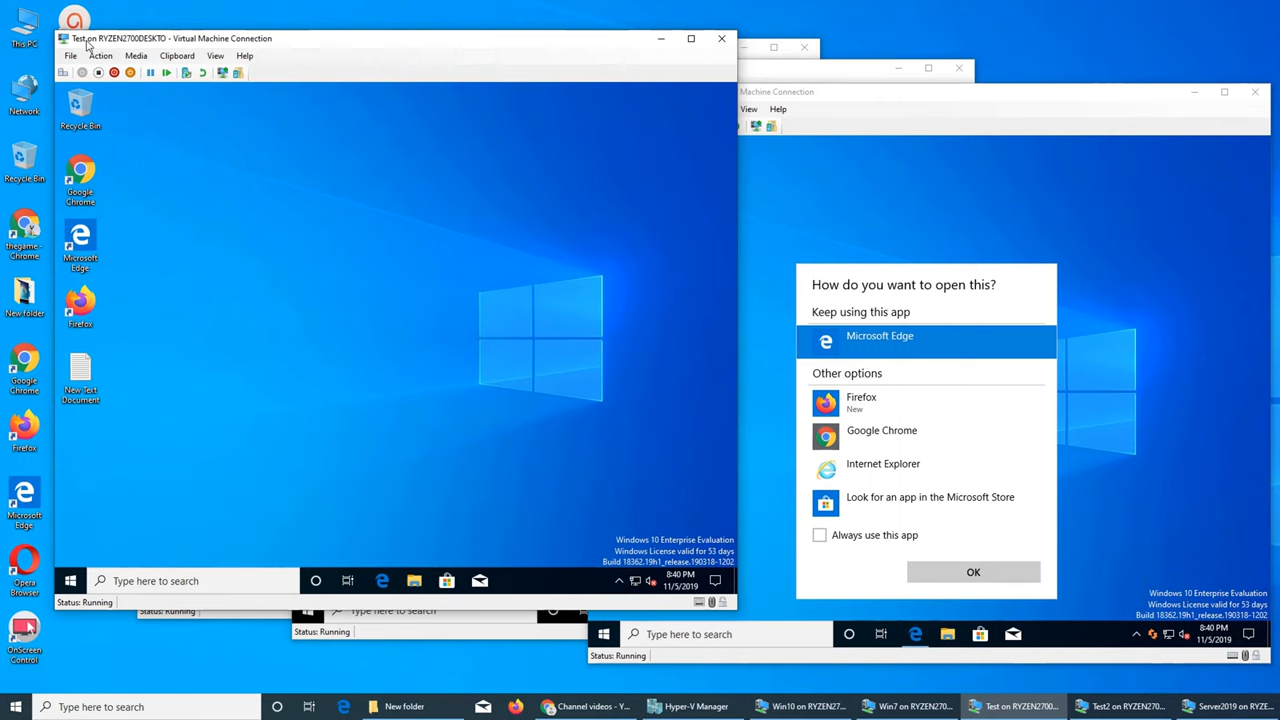 This PC
Network
Recycle Bin
thegame -
Chrome
New folder
Google
Chrome
Firefox
Microsoft
Edge
Opera
Browser
OnScreen
Control
Test on RYZEN2700DESKTO - Virtual Machine Connection
File Action Media Clipboard View Help
Recycle Bin
Google
Chrome
Microsoft
Edge
Firefox
New Text
Document
Windows 10 Enterprise Evaluation
Windows License valid for 53 days
Build 18362.19h1_release.190318-1202
Type here to search
8:40 PM
11/5/2019
Status: Running
Status: Running
Type here to search
Status: Running
Machine Connection
View Help
How do you want to open this?
Keep using this app
Microsoft Edge
Other options
Firefox
New
Google Chrome
Internet Explorer
Look for an app in the Microsoft Store
Always use this app
OK
Windows 10 Enterprise Evaluation
Windows License valid for 53 days
Build 18362.19h1_release.190318-1202
Type here to search
8:40 PM
11/5/2019
Status: Running
Type here to search
New folder
Channel videos - Y...
Hyper-V Manager
Win10 on RYZEN270...
Win7 on RYZEN2700...
Test on RYZEN2700...
Test2 on RYZEN270...
Server2019 on RYZE...